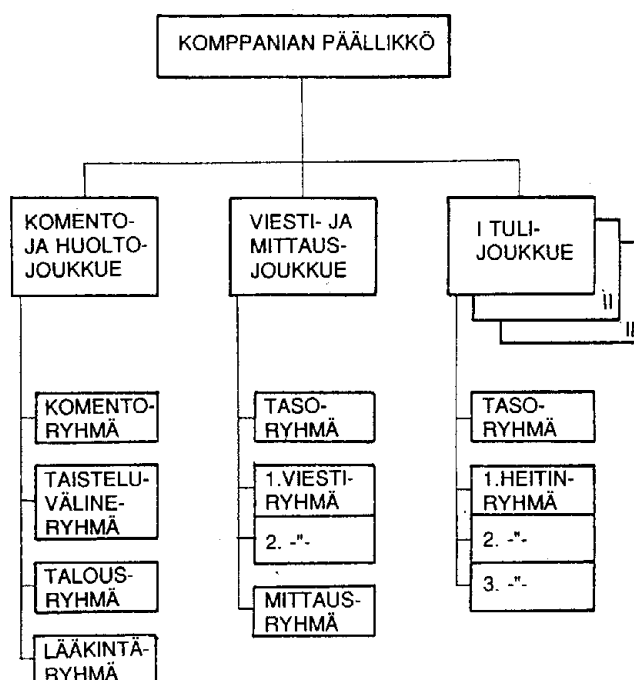 KOMPPANIAN PÄÄLLIKKÖ
KOMENTO-
JA HUOLTO-
JOUKKUE
VIESTI- JA
MITTAUS-
JOUKKUE
I TULI-
JOUKKUE
II
KOMENTO-
RYHMÄ
TAISTELU-
VÄLINE-
RYHMÄ
TALOUS-
RYHMÄ
LÄÄKINTÄ-
RYHMÄ
TASO-
RYHMÄ
1.VIESTI-
RYHMÄ
2. -"-
MITTAUS-
RYHMÄ
TASO-
RYHMÄ
1.HEITIN-
RYHMÄ
2. -"-
3. -"-